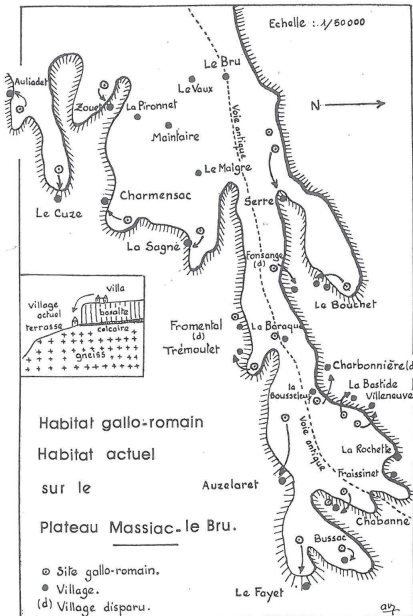 Echelle : 1/50000
Le Bru
Auliadet
Le Vaux
Zouet
La Pironnet
N
Maintaire
Voie antique
Le Maigre
Charmensac
Serre
Le Cuze
La Sagne
Fonsange
(d)
villa
Le Bouchet
Village
actuel
basalte
terrasse
calcaire
Fromental
(d)
La Baraque
gneiss
Trémoulet
Charbonnière (d
la
Bousselou
La Bastide
Villeneuve
Habitat gallo-romain
Voie antique
La Rochette
Habitat actuel
Fraissinet
sur le
Auzelaret
Chabanne
Plateau Massiac-le Bru.
Bussac
⊙ Site gallo-romain.
● Village.
Le Fayet
(d) Village disparu.